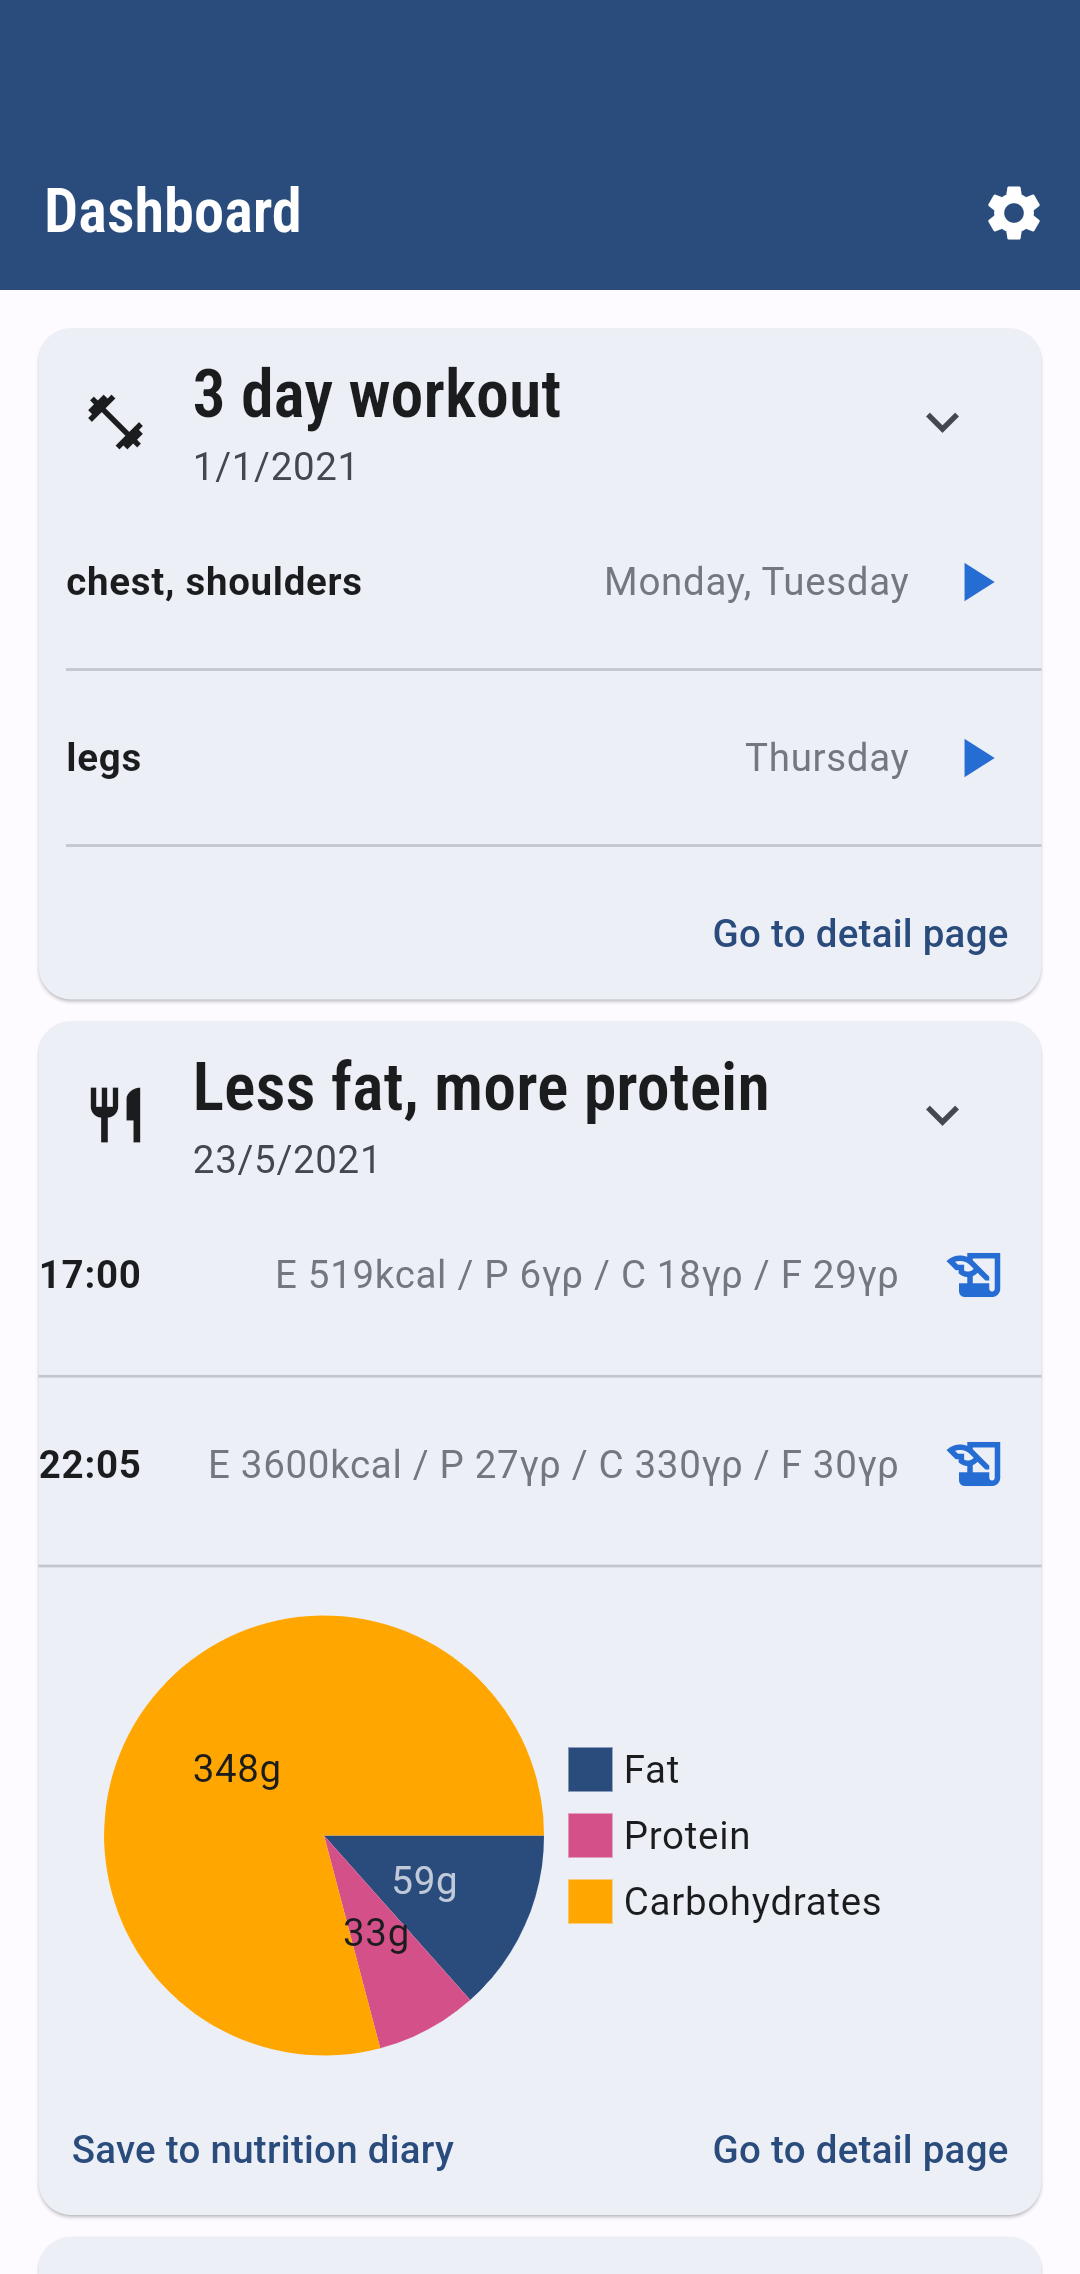 Dashboard
3 day workout
1/1/2021
chest, shoulders Monday, Tuesday
legs Thursday
Go to detail page
Less fat, more protein
23/5/2021
17:00 E 519kcal / P 6γρ / C 18γρ / F 29γρ
22:05 E 3600kcal / P 27γρ / C 330γρ / F 30γρ
348g
59g
33g
Fat
Protein
Carbohydrates
Save to nutrition diary Go to detail page